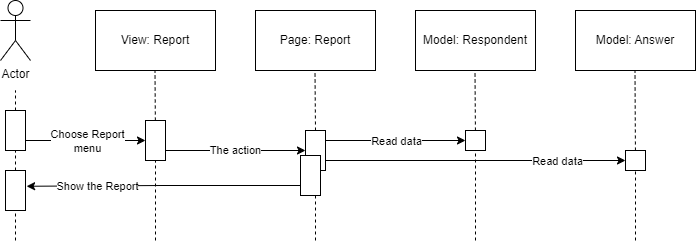 View: Report
Page: Report
Model: Respondent
Model: Answer
Actor
Choose Report
menu
The action
Read data
Read data
Show the Report